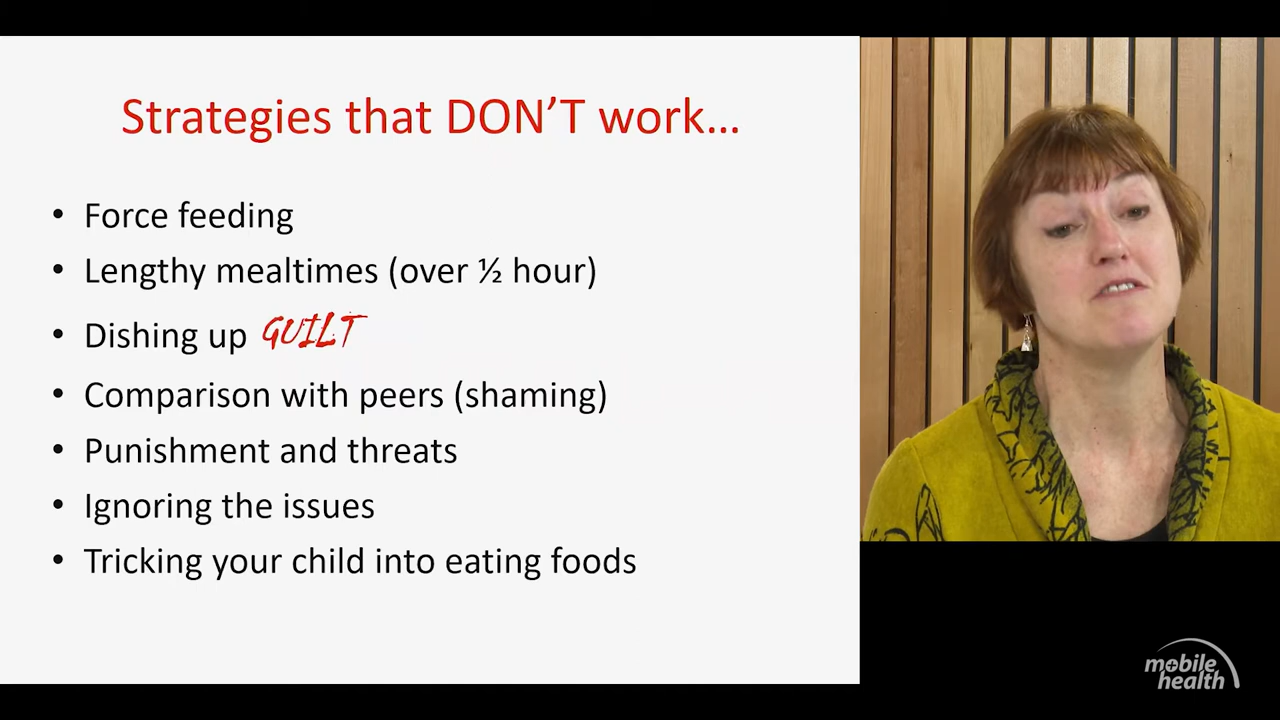 Strategies that DON'T work…
• Force feeding
• Lengthy mealtimes (over ½ hour)
• Dishing up GUILT
• Comparison with peers (shaming)
• Punishment and threats
• Ignoring the issues
• Tricking your child into eating foods
mobile
health